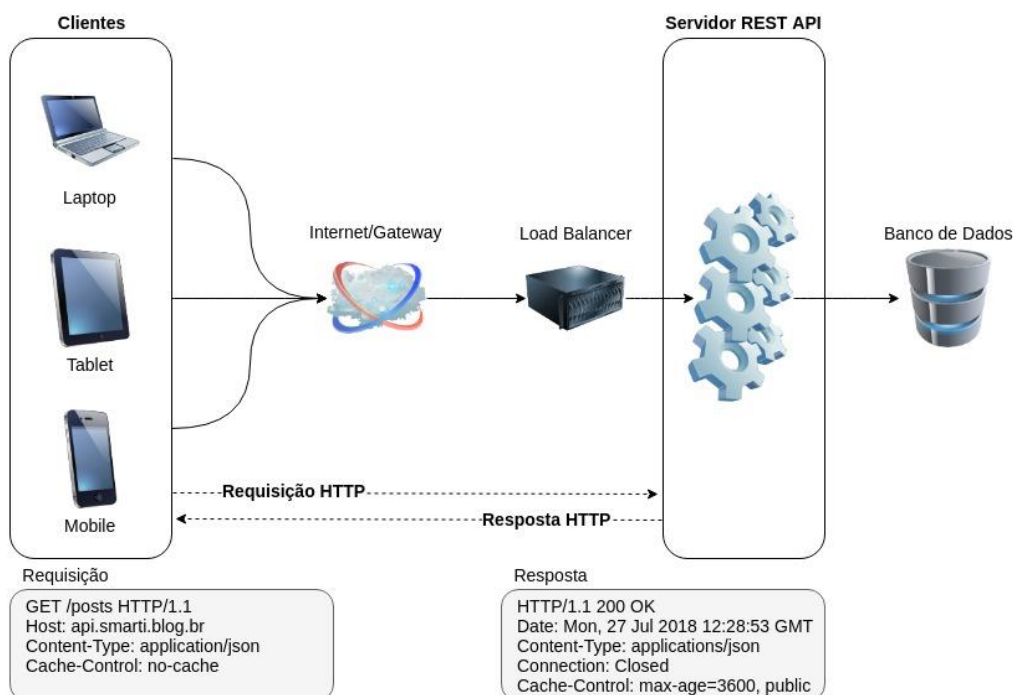 Clientes
Servidor REST API
Laptop
Internet/Gateway
Load Balancer
Banco de Dados
Tablet
Mobile
Requisição HTTP
Resposta HTTP
Requisição
GET /posts HTTP/1.1
Host: api.smarti.blog.br
Content-Type: application/json
Cache-Control: no-cache
Resposta
HTTP/1.1 200 OK
Date: Mon, 27 Jul 2018 12:28:53 GMT
Content-Type: applications/json
Connection: Closed
Cache-Control: max-age=3600, public